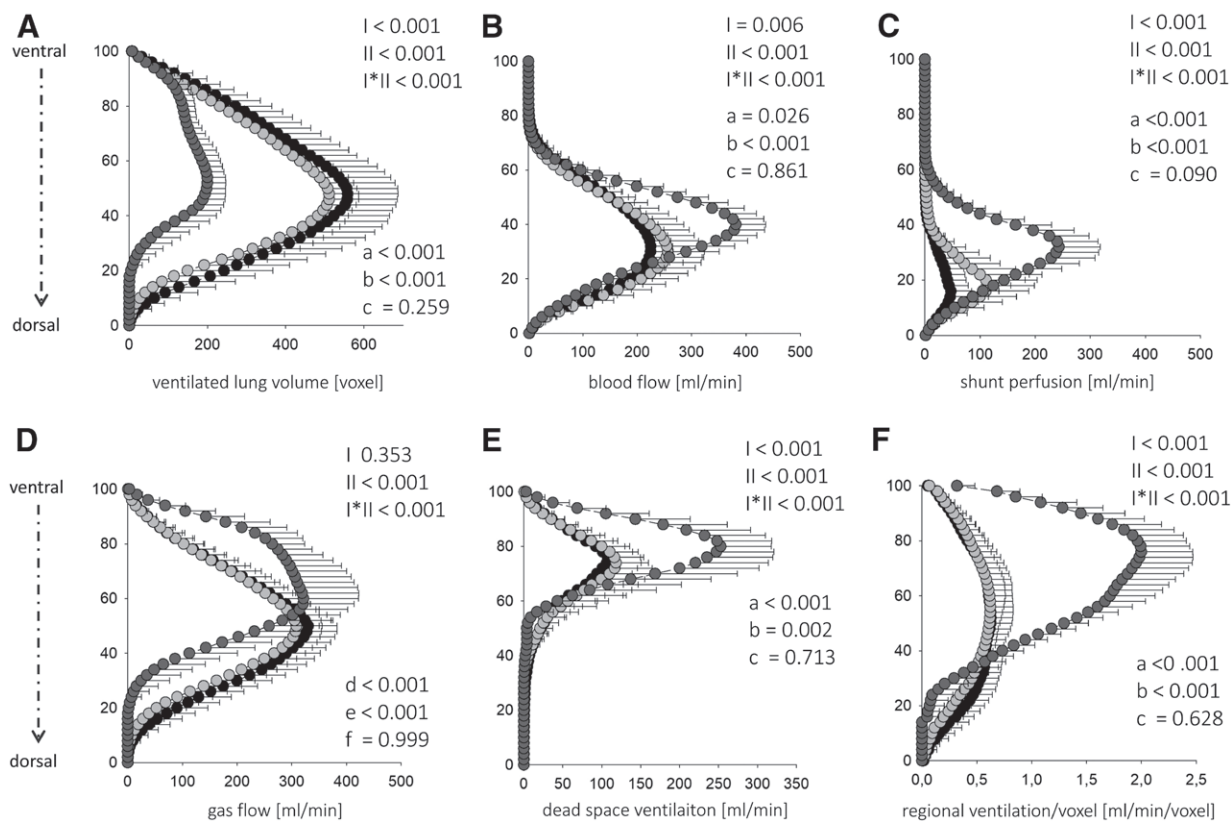 A
I < 0.001
II < 0.001
I*II < 0.001
ventral
dorsal
100
80
60
40
20
0
a < 0.001
b < 0.001
c = 0.259
0 200 400 600
ventilated lung volume [voxel]
B
I = 0.006
II < 0.001
I*II < 0.001
a = 0.026
b < 0.001
c = 0.861
100
80
60
40
20
0
0 100 200 300 400 500
blood flow [ml/min]
C
I < 0.001
II < 0.001
I*II < 0.001
a <0.001
b <0.001
c = 0.090
100
80
60
40
20
0
0 100 200 300 400 500
shunt perfusion [ml/min]
D
I 0.353
II < 0.001
I*II < 0.001
ventral
dorsal
100
80
60
40
20
0
d < 0.001
e < 0.001
f = 0.999
0 100 200 300 400 500
gas flow [ml/min]
E
I < 0.001
II < 0.001
I*II < 0.001
100
80
60
40
20
0
a < 0.001
b = 0.002
c = 0.713
0 50 100 150 200 250 300 350
dead space ventilaiton [ml/min]
F
I < 0.001
II < 0.001
I*II < 0.001
100
80
60
40
20
0
a <0 .001
b < 0.001
c = 0.628
0,0 0,5 1,0 1,5 2,0 2,5
regional ventilation/voxel [ml/min/voxel]